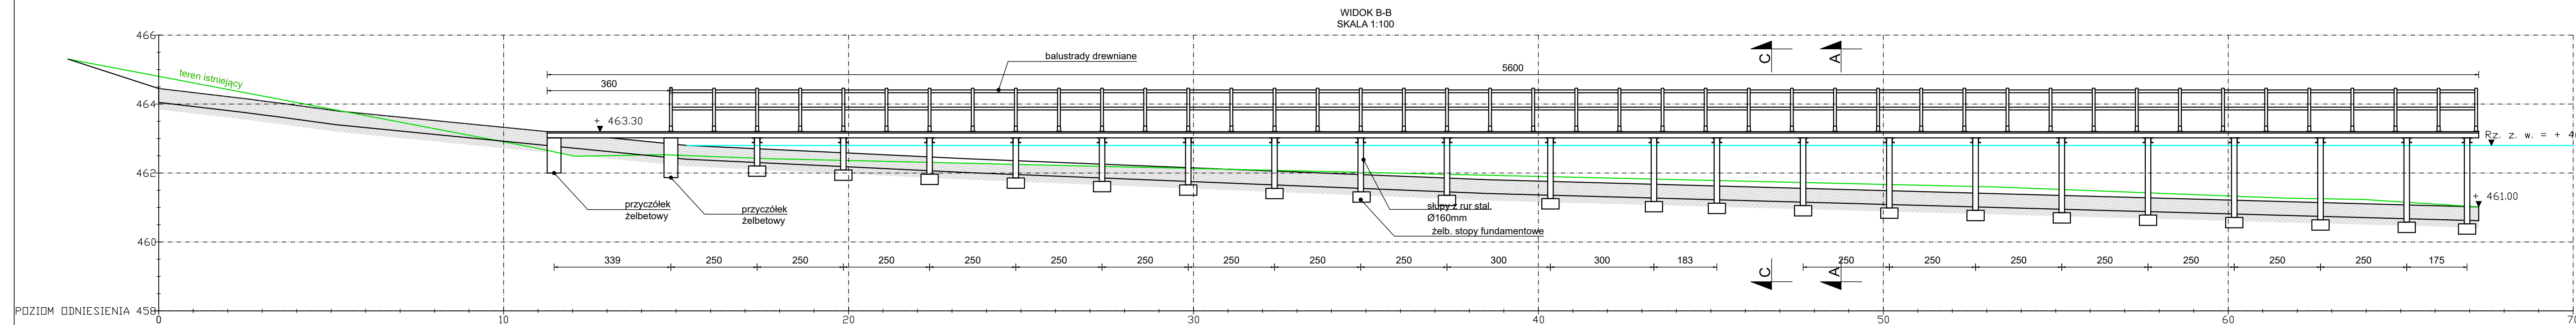 WIDOK B-B
SKALA 1:100
466
balustrady drewniane
C
A
teren istniejący
5600
360
464
+ 463.30
Rz. z. w. = + 4
462
+ 461.00
przyczółek
żelbetowy
przyczółek
żelbetowy
słupy z rur stal.
Ø160mm
żelb. stopy fundamentowe
460
339
250
250
250
250
250
250
250
250
250
300
300
183
250
250
250
250
250
250
250
175
C
A
POZIOM ODNIESIENIA 458
0
10
20
30
40
50
60
70